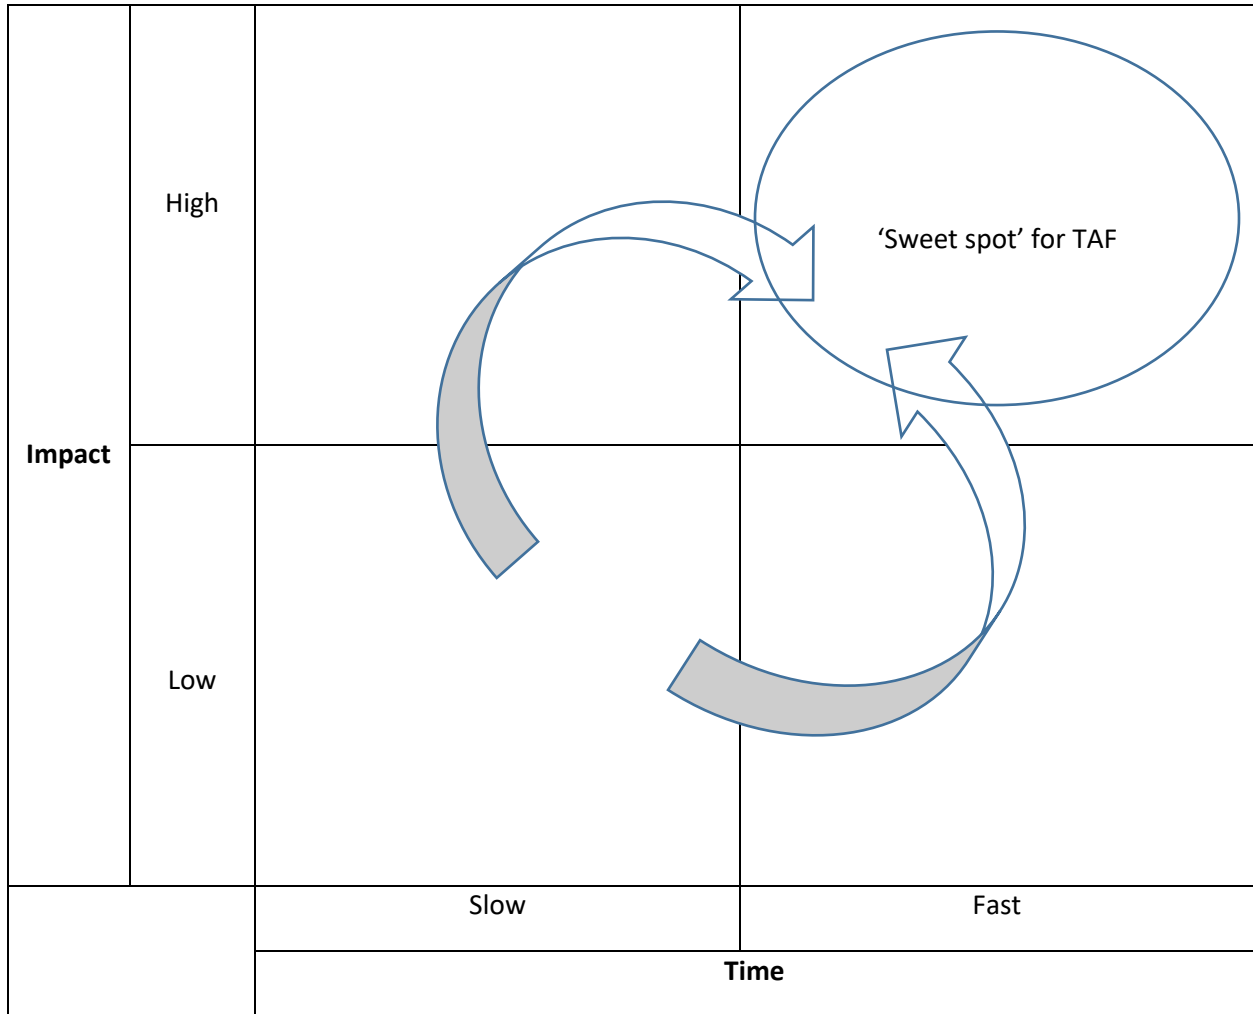 High
‘Sweet spot’ for TAF
Impact
Low
Slow
Fast
Time